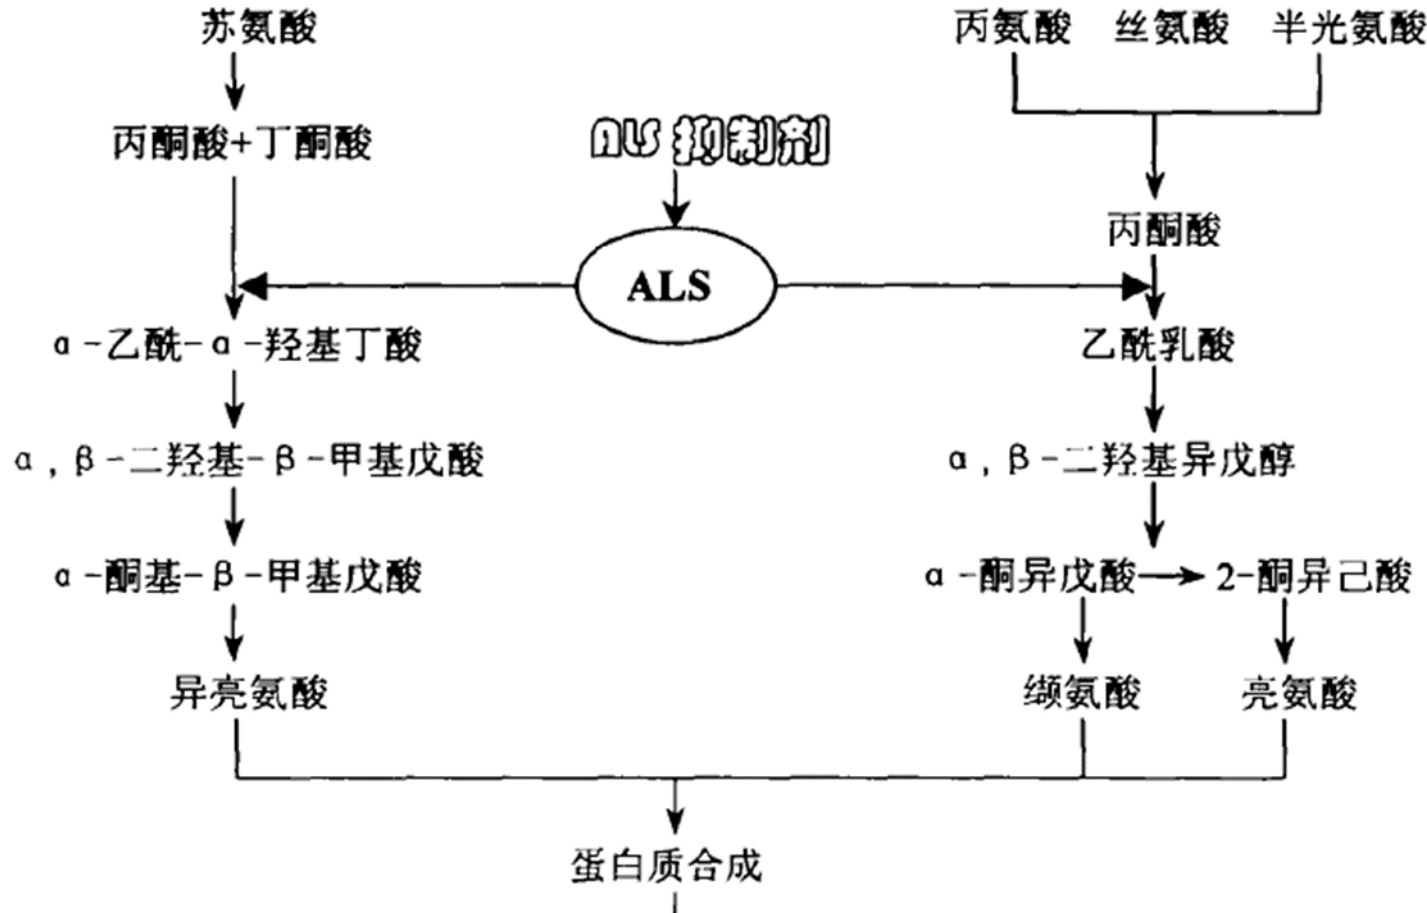 苏氨酸
丙氨酸 丝氨酸 半光氨酸
丙酮酸+丁酮酸
ALS 抑制剂
丙酮酸
ALS
α-乙酰-α-羟基丁酸
乙酰乳酸
α,β-二羟基-β-甲基戊酸
α,β-二羟基异戊醇
α-酮基-β-甲基戊酸
α-酮异戊酸
2-酮异己酸
异亮氨酸
缬氨酸
亮氨酸
蛋白质合成